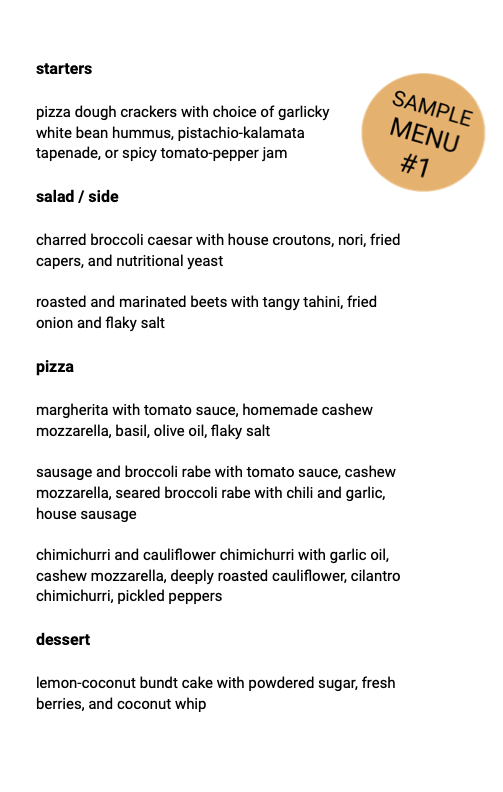 starters
pizza dough crackers with choice of garlicky
white bean hummus, pistachio-kalamata
tapenade, or spicy tomato-pepper jam
SAMPLE
MENU
#1
salad / side
charred broccoli caesar with house croutons, nori, fried
capers, and nutritional yeast
roasted and marinated beets with tangy tahini, fried
onion and flaky salt
pizza
margherita with tomato sauce, homemade cashew
mozzarella, basil, olive oil, flaky salt
sausage and broccoli rabe with tomato sauce, cashew
mozzarella, seared broccoli rabe with chili and garlic,
house sausage
chimichurri and cauliflower chimichurri with garlic oil,
cashew mozzarella, deeply roasted cauliflower, cilantro
chimichurri, pickled peppers
dessert
lemon-coconut bundt cake with powdered sugar, fresh
berries, and coconut whip